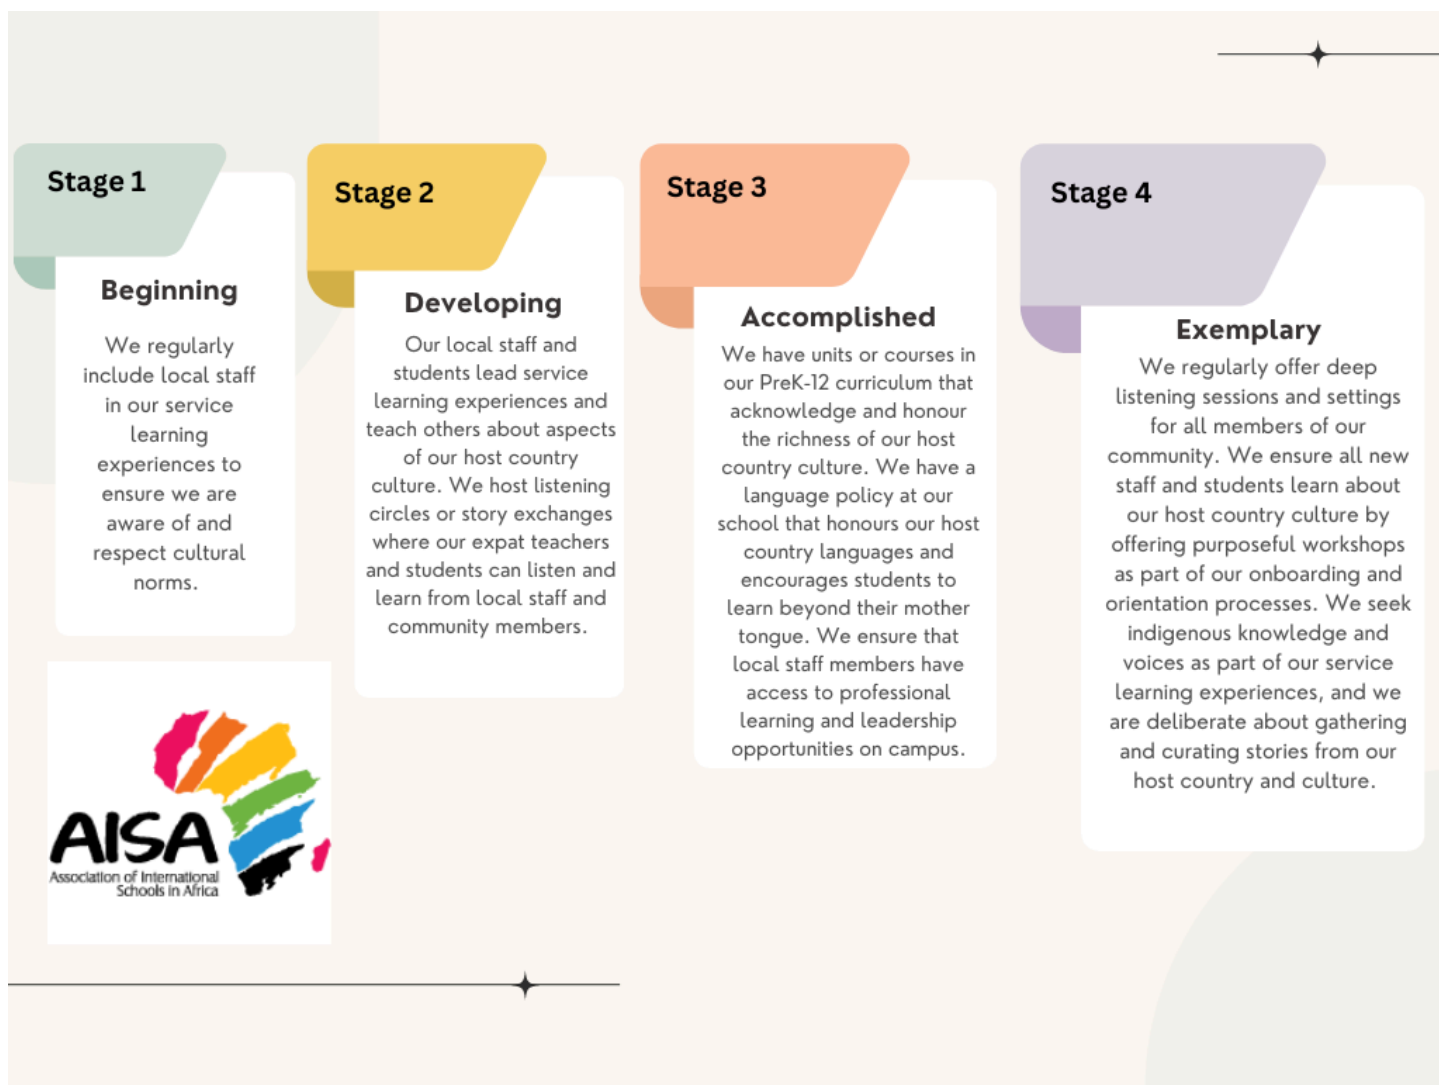 Stage 1
Beginning
We regularly
include local staff
in our service
learning
experiences to
ensure we are
aware of and
respect cultural
norms.
Stage 2
Developing
Our local staff and
students lead service
learning experiences and
teach others about aspects
of our host country
culture. We host listening
circles or story exchanges
where our expat teachers
and students can listen and
learn from local staff and
community members.
Stage 3
Accomplished
We have units or courses in
our PreK-12 curriculum that
acknowledge and honour
the richness of our host
country culture. We have a
language policy at our
school that honours our host
country languages and
encourages students to
learn beyond their mother
tongue. We ensure that
local staff members have
access to professional
learning and leadership
opportunities on campus.
Stage 4
Exemplary
We regularly offer deep
listening sessions and settings
for all members of our
community. We ensure all new
staff and students learn about
our host country culture by
offering purposeful workshops
as part of our onboarding and
orientation processes. We seek
indigenous knowledge and
voices as part of our service
learning experiences, and we
are deliberate about gathering
and curating stories from our
host country and culture.
AISA
Association of International
Schools in Africa